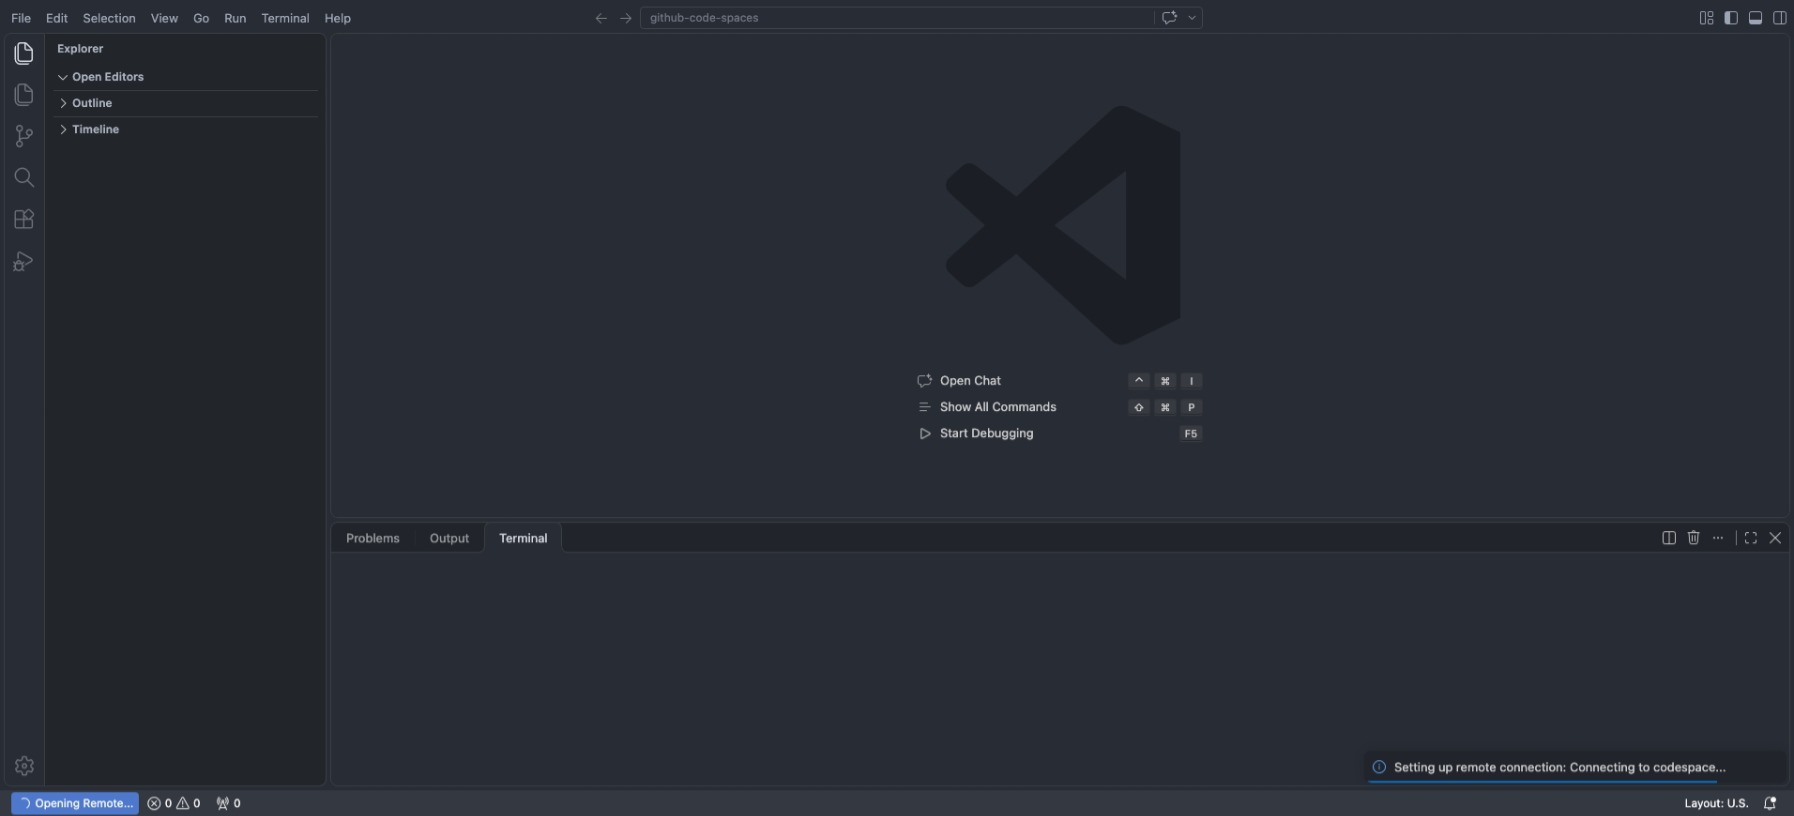 File Edit Selection View Go Run Terminal Help
github-code-spaces
Explorer
Open Editors
Outline
Timeline
Open Chat ^ ⌘ I
Show All Commands ⇧ ⌘ P
Start Debugging F5
Problems Output Terminal
Setting up remote connection: Connecting to codespace...
Opening Remote... 0 0 0 Layout: U.S.